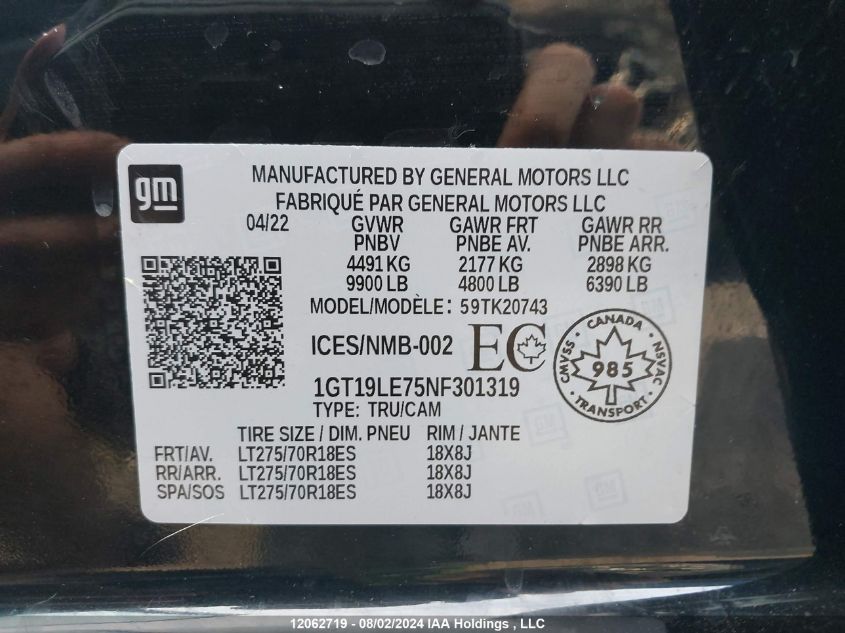 gm
MANUFACTURED BY GENERAL MOTORS LLC
FABRIQUÉ PAR GENERAL MOTORS LLC
04/22 GVWR GAWR FRT GAWR RR
PNBV PNBE AV. PNBE ARR.
4491 KG 2177 KG 2898 KG
9900 LB 4800 LB 6390 LB
MODEL/MODÈLE: 59TK20743
ICES/NMB-002 EC
CANADA
CMVSS 985 NSVAC
TRANSPORT
1GT19LE75NF301319
TYPE: TRU/CAM
TIRE SIZE / DIM. PNEU RIM / JANTE
FRT/AV. LT275/70R18ES 18X8J
RR/ARR. LT275/70R18ES 18X8J
SPA/SOS LT275/70R18ES 18X8J
12062719 - 08/02/2024 IAA Holdings, , LLC